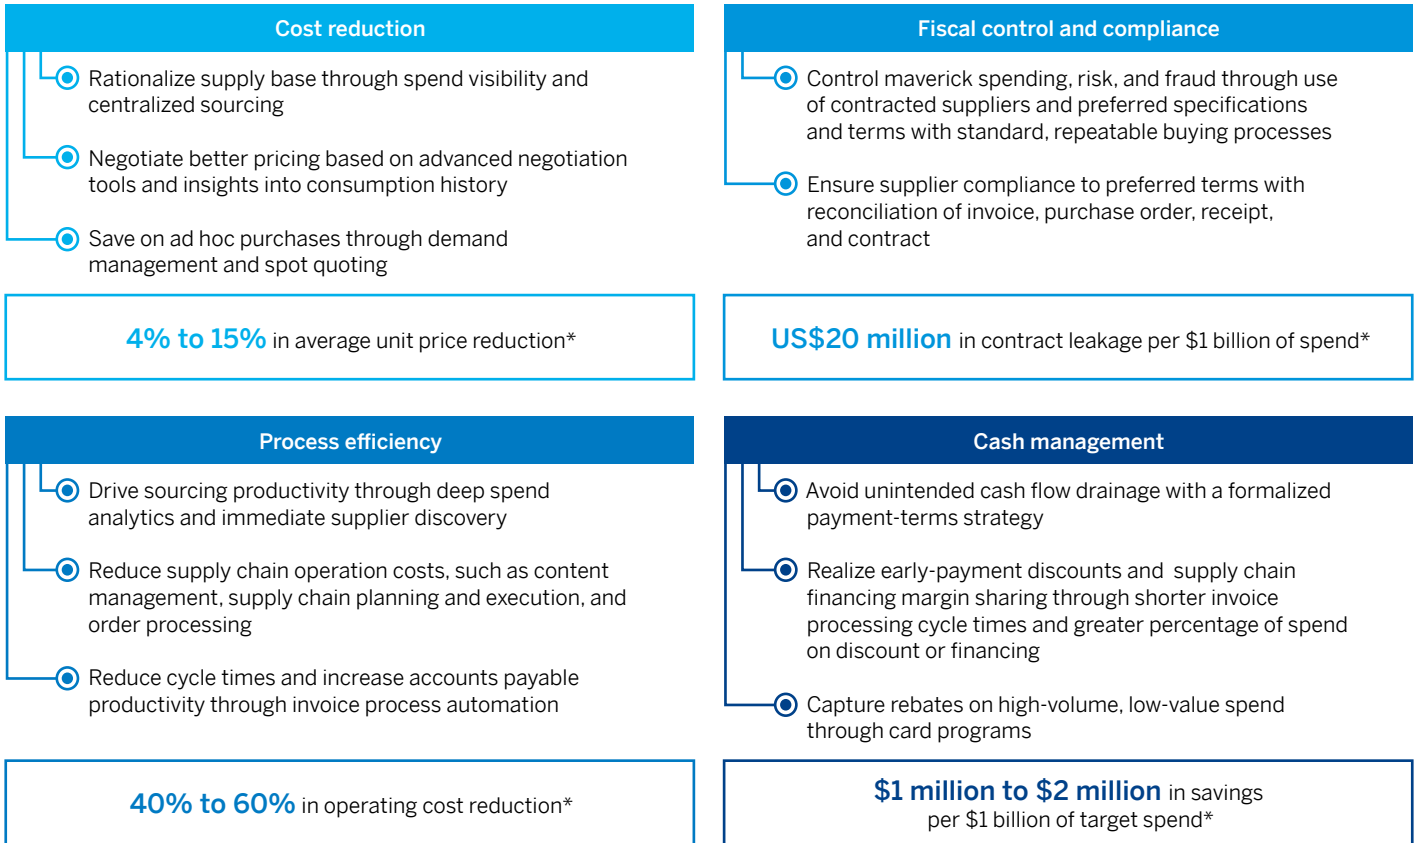 Cost reduction
Rationalize supply base through spend visibility and
centralized sourcing
Negotiate better pricing based on advanced negotiation
tools and insights into consumption history
Save on ad hoc purchases through demand
management and spot quoting
4% to 15% in average unit price reduction*
Fiscal control and compliance
Control maverick spending, risk, and fraud through use
of contracted suppliers and preferred specifications
and terms with standard, repeatable buying processes
Ensure supplier compliance to preferred terms with
reconciliation of invoice, purchase order, receipt,
and contract
US$20 million in contract leakage per $1 billion of spend*
Process efficiency
Drive sourcing productivity through deep spend
analytics and immediate supplier discovery
Reduce supply chain operation costs, such as content
management, supply chain planning and execution, and
order processing
Reduce cycle times and increase accounts payable
productivity through invoice process automation
40% to 60% in operating cost reduction*
Cash management
Avoid unintended cash flow drainage with a formalized
payment-terms strategy
Realize early-payment discounts and supply chain
financing margin sharing through shorter invoice
processing cycle times and greater percentage of spend
on discount or financing
Capture rebates on high-volume, low-value spend
through card programs
$1 million to $2 million in savings
per $1 billion of target spend*